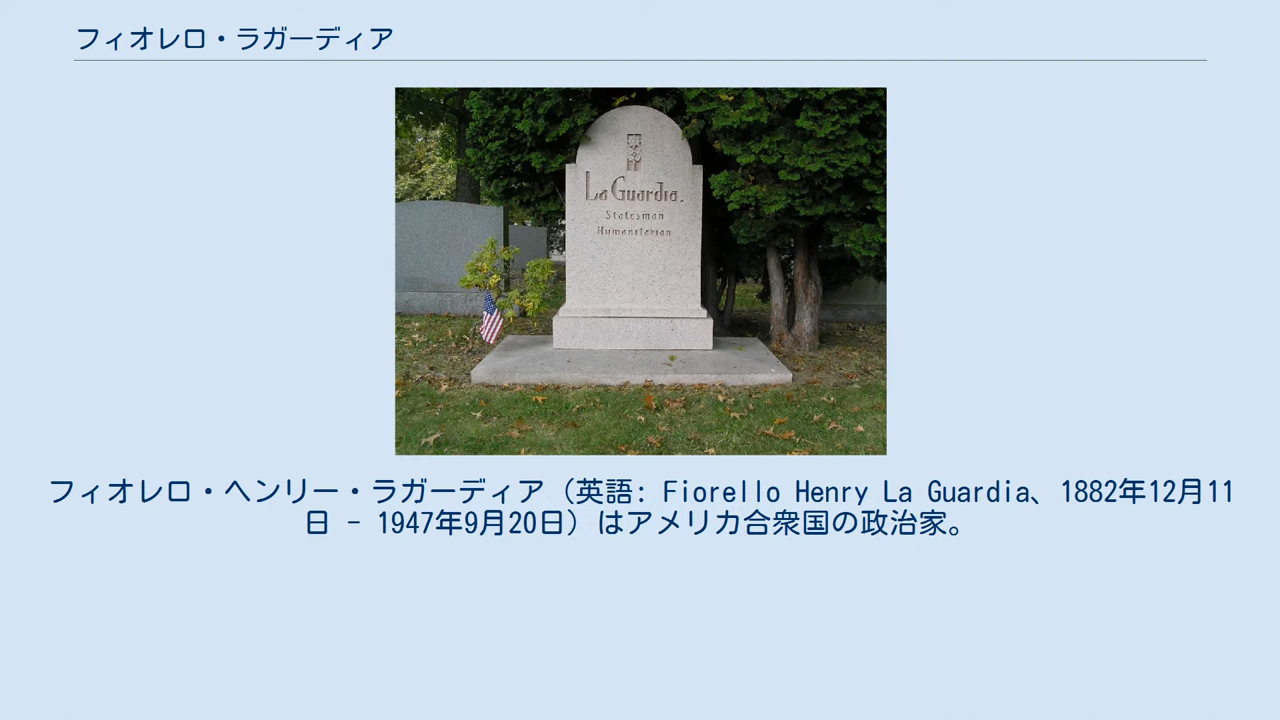 フィオレロ・ラガーディア
La Guardia.
Statesman
Humanitarian
フィオレロ・ヘンリー・ラガーディア（英語: Fiorello Henry La Guardia、1882年12月11
日 - 1947年9月20日）はアメリカ合衆国の政治家。